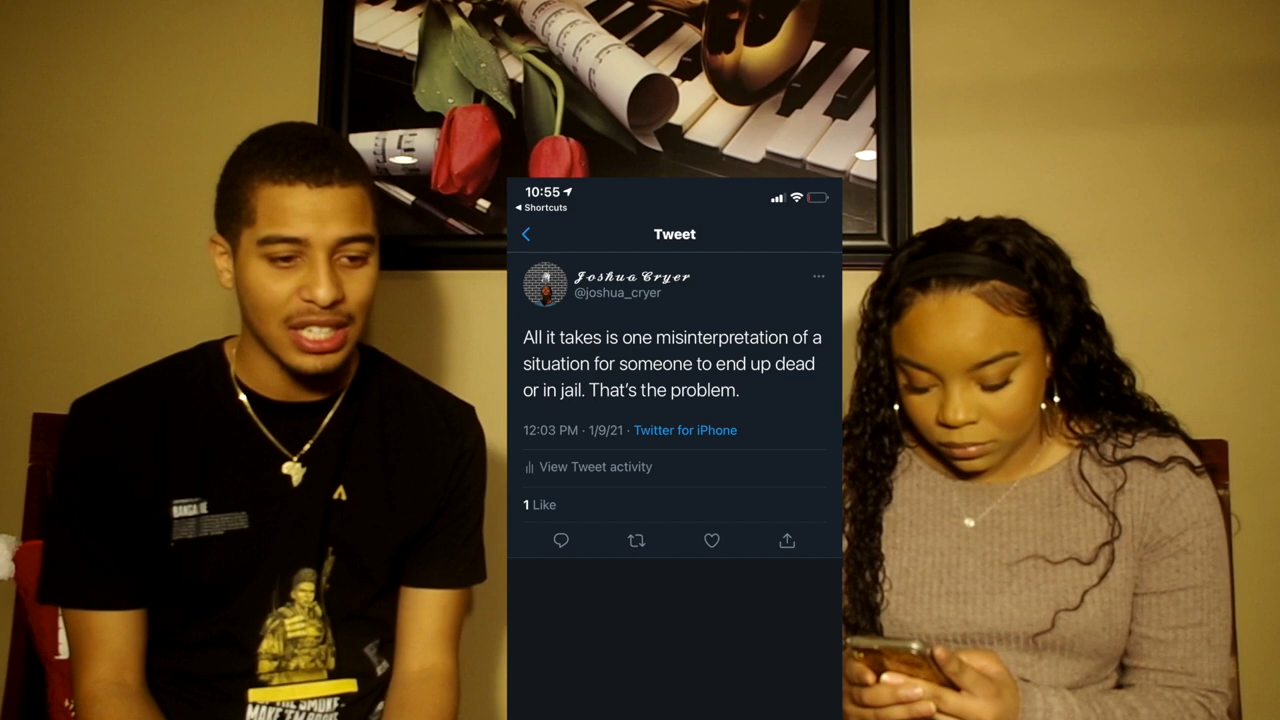 10:55
Shortcuts
Tweet
Joshua Cryer
@joshua_cryer
All it takes is one misinterpretation of a
situation for someone to end up dead
or in jail. That's the problem.
12:03 PM · 1/9/21 · Twitter for iPhone
View Tweet activity
1 Like